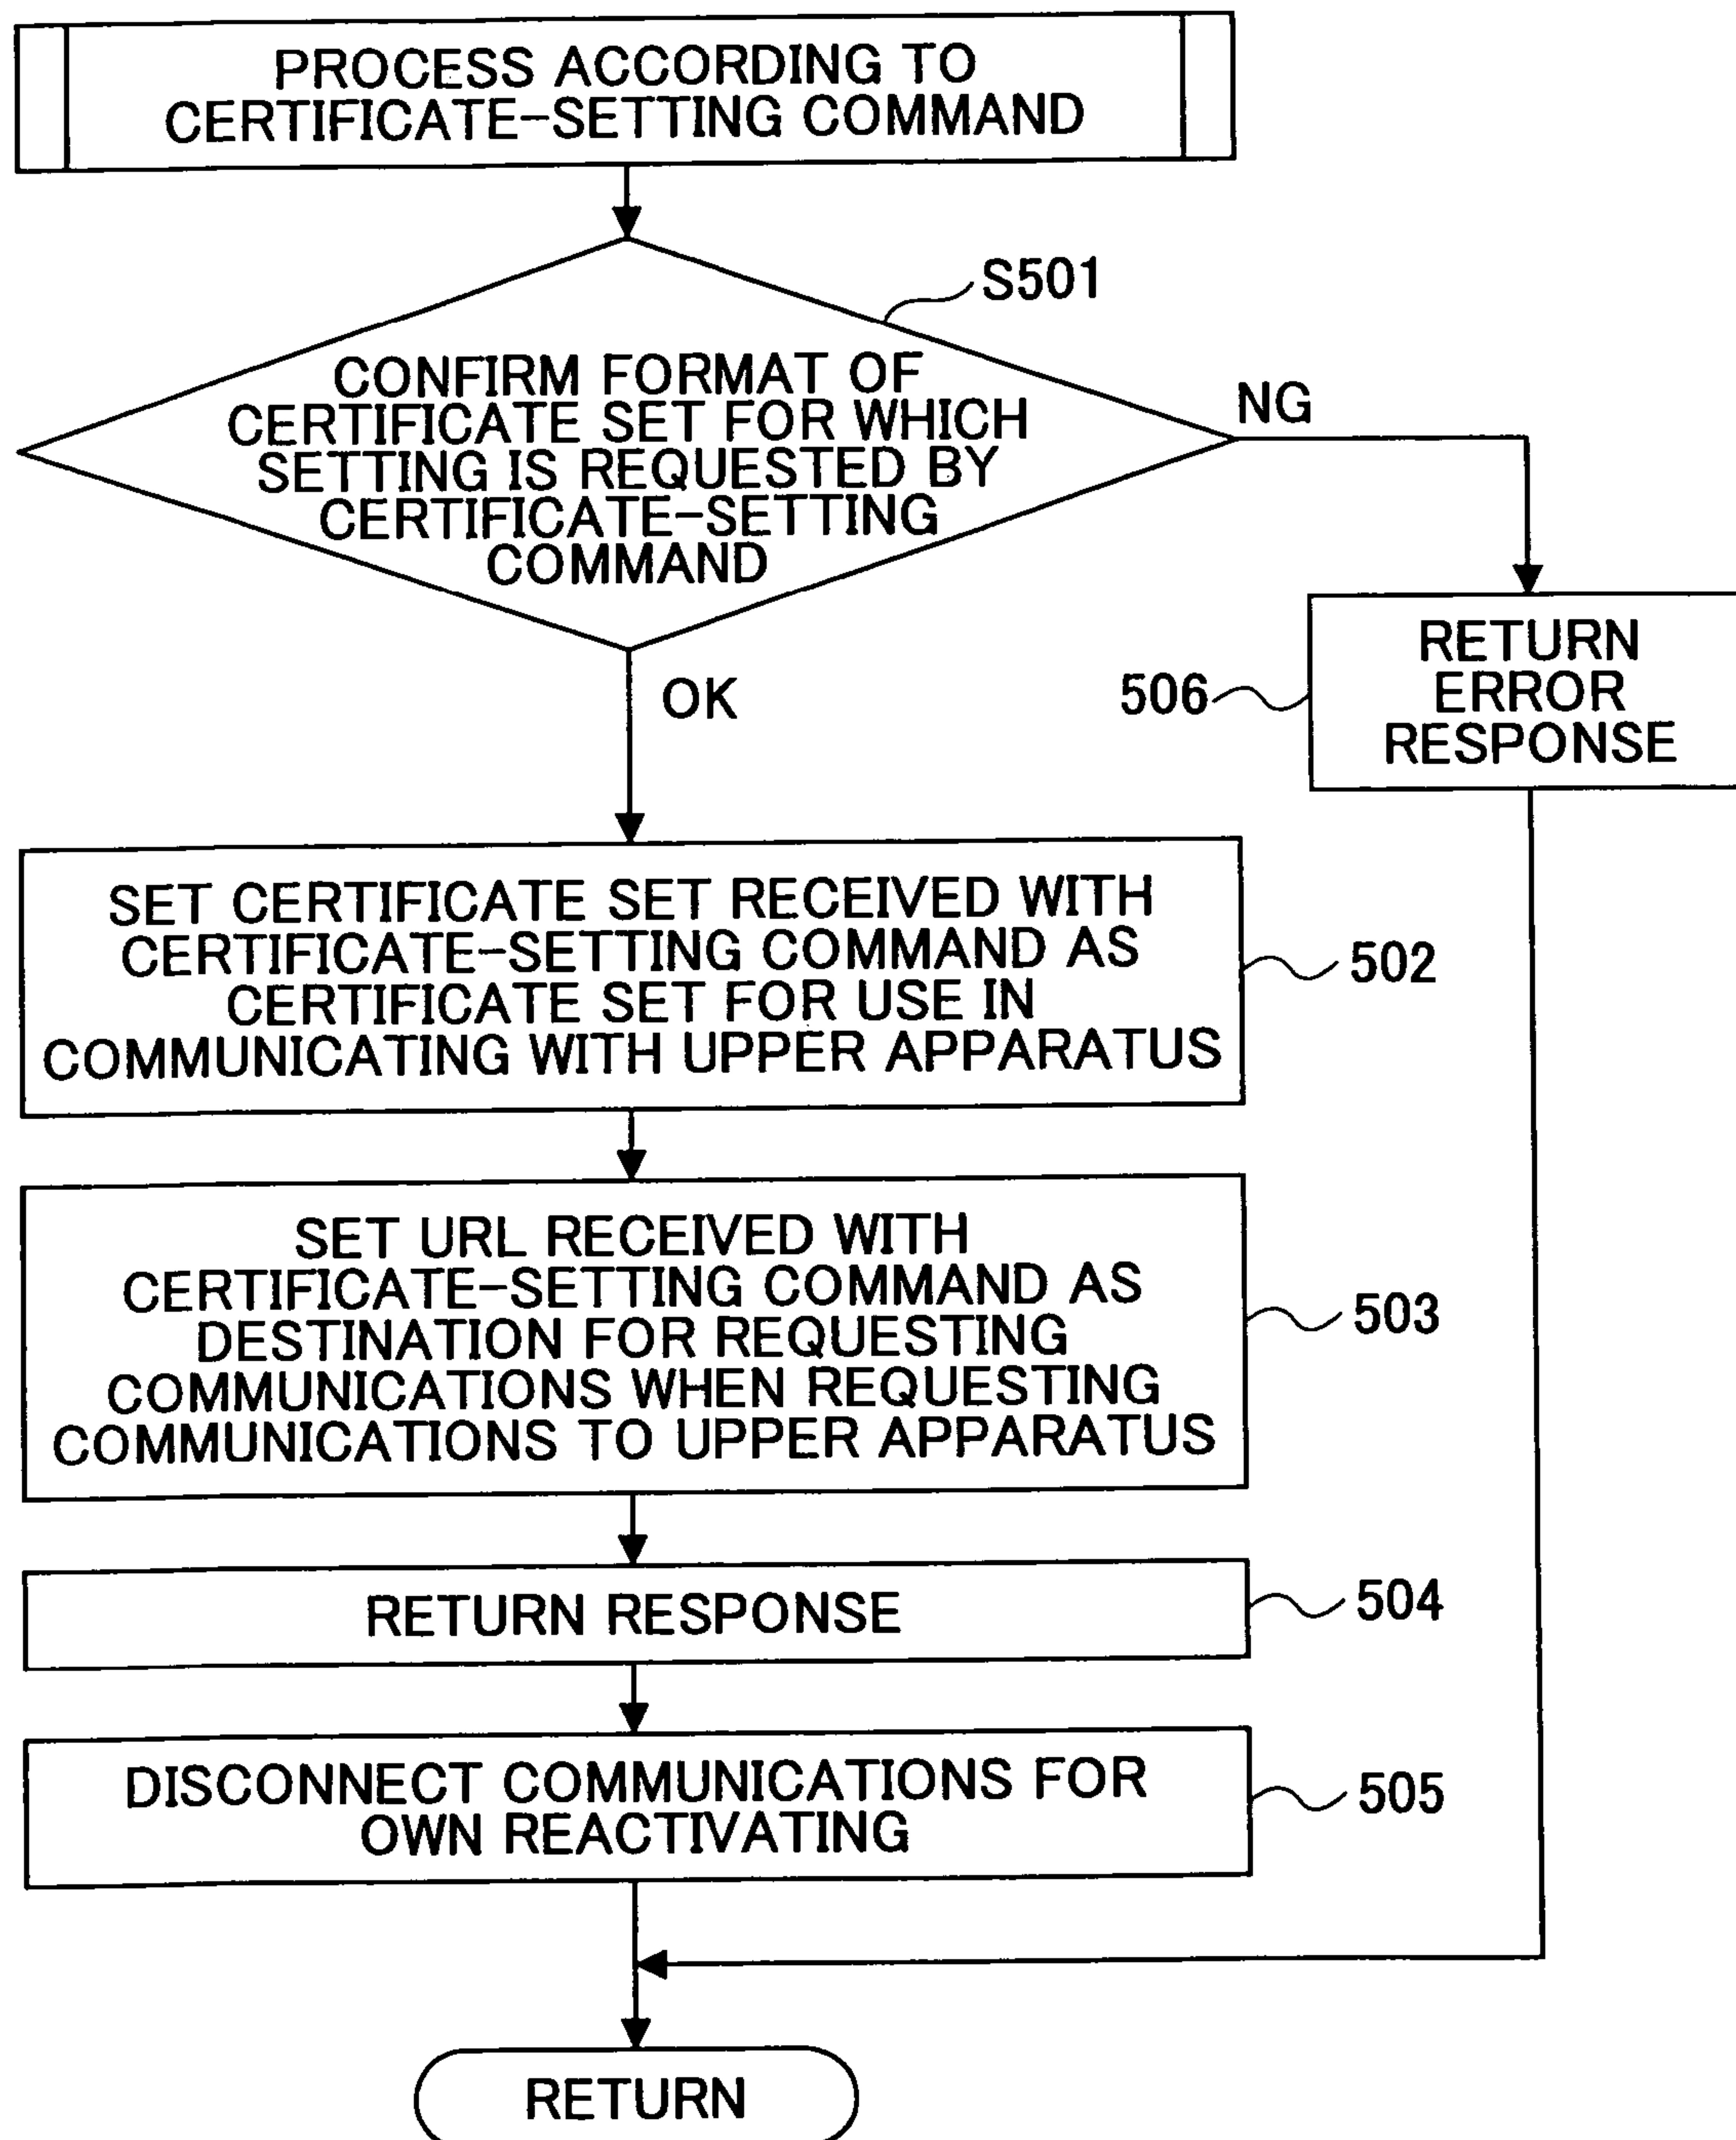 PROCESS ACCORDING TO
CERTIFICATE-SETTING COMMAND
S501
CONFIRM FORMAT OF
CERTIFICATE SET FOR WHICH
SETTING IS REQUESTED BY
CERTIFICATE-SETTING
COMMAND
NG
OK
506
RETURN
ERROR
RESPONSE
SET CERTIFICATE SET RECEIVED WITH
CERTIFICATE-SETTING COMMAND AS
CERTIFICATE SET FOR USE IN
COMMUNICATING WITH UPPER APPARATUS
502
SET URL RECEIVED WITH
CERTIFICATE-SETTING COMMAND AS
DESTINATION FOR REQUESTING
COMMUNICATIONS WHEN REQUESTING
COMMUNICATIONS TO UPPER APPARATUS
503
RETURN RESPONSE
504
DISCONNECT COMMUNICATIONS FOR
OWN REACTIVATING
505
RETURN